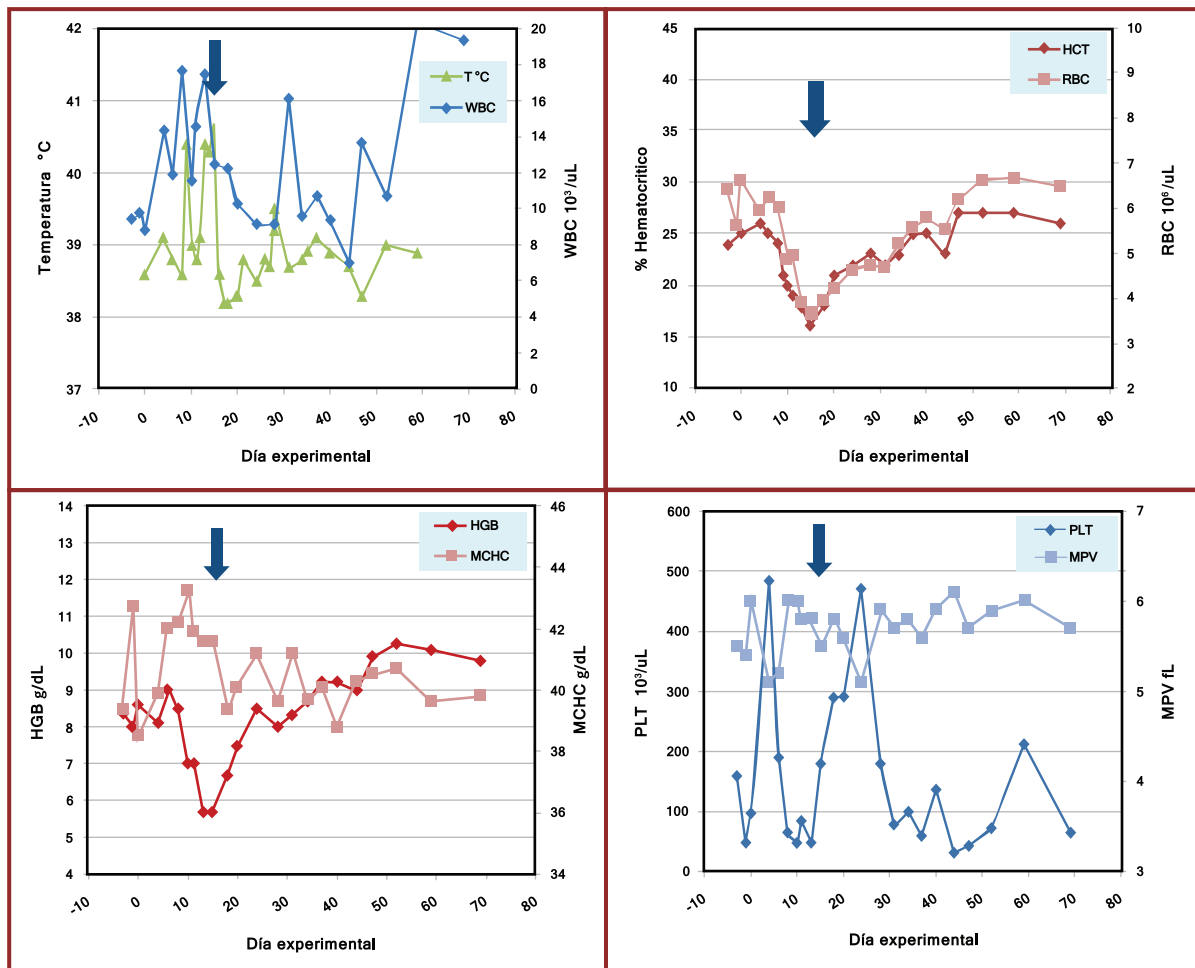 42
41
40
39
38
37
Temperatura °C
20
18
16
14
12
10
8
6
4
2
0
WBC 10³/uL
T °C
WBC
-10 0 10 20 30 40 50 60 70 80
Día experimental
45
40
35
30
25
20
15
10
% Hematocrítico
10
9
8
7
6
5
4
3
2
RBC 10⁶/uL
HCT
RBC
-10 0 10 20 30 40 50 60 70 80
Día experimental
14
13
12
11
10
9
8
7
6
5
4
HGB g/dL
46
44
42
40
38
36
34
MCHC g/dL
HGB
MCHC
-10 0 10 20 30 40 50 60 70 80
Día experimental
600
500
400
300
200
100
0
PLT 10³/uL
7
6
5
4
3
MPV fL
PLT
MPV
-10 0 10 20 30 40 50 60 70 80
Día experimental